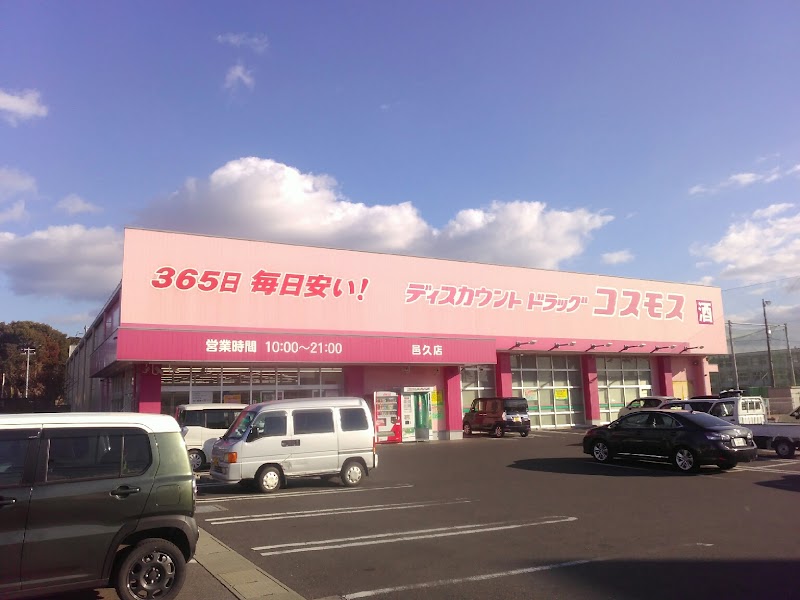 365日 毎日安い!
ディスカウント ドラッグ コスモス 酒
営業時間 10:00〜21:00
邑久店